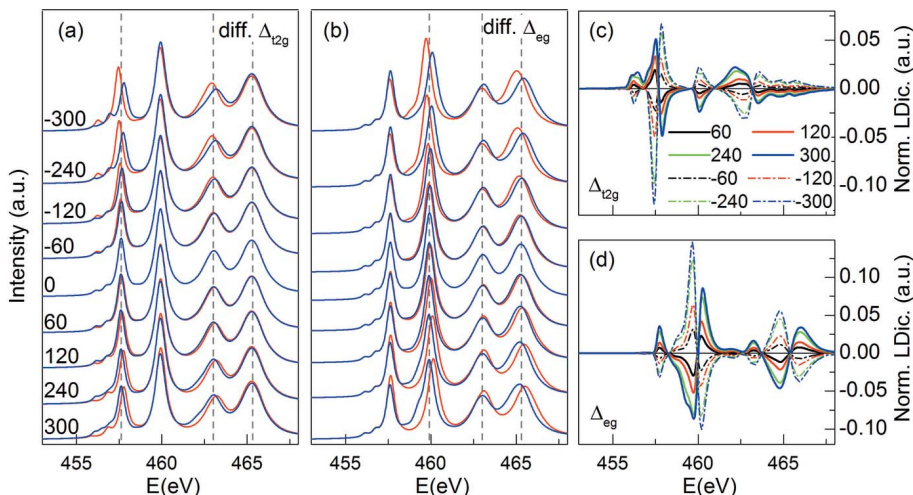 (a) diff. Δt2g
-300
-240
-120
-60
0
60
120
240
300
Intensity (a.u.)
455 460 465
E(eV)
(b) diff. Δeg
455 460 465
E(eV)
(c)
0.05
0.00
-0.05
-0.10
Norm. LDic. (a.u.)
60 120
240 300
-60 -120
-240 -300
Δt2g
(d)
0.10
0.05
0.00
-0.05
-0.10
Norm. LDic. (a.u.)
Δeg
455 460 465
E(eV)